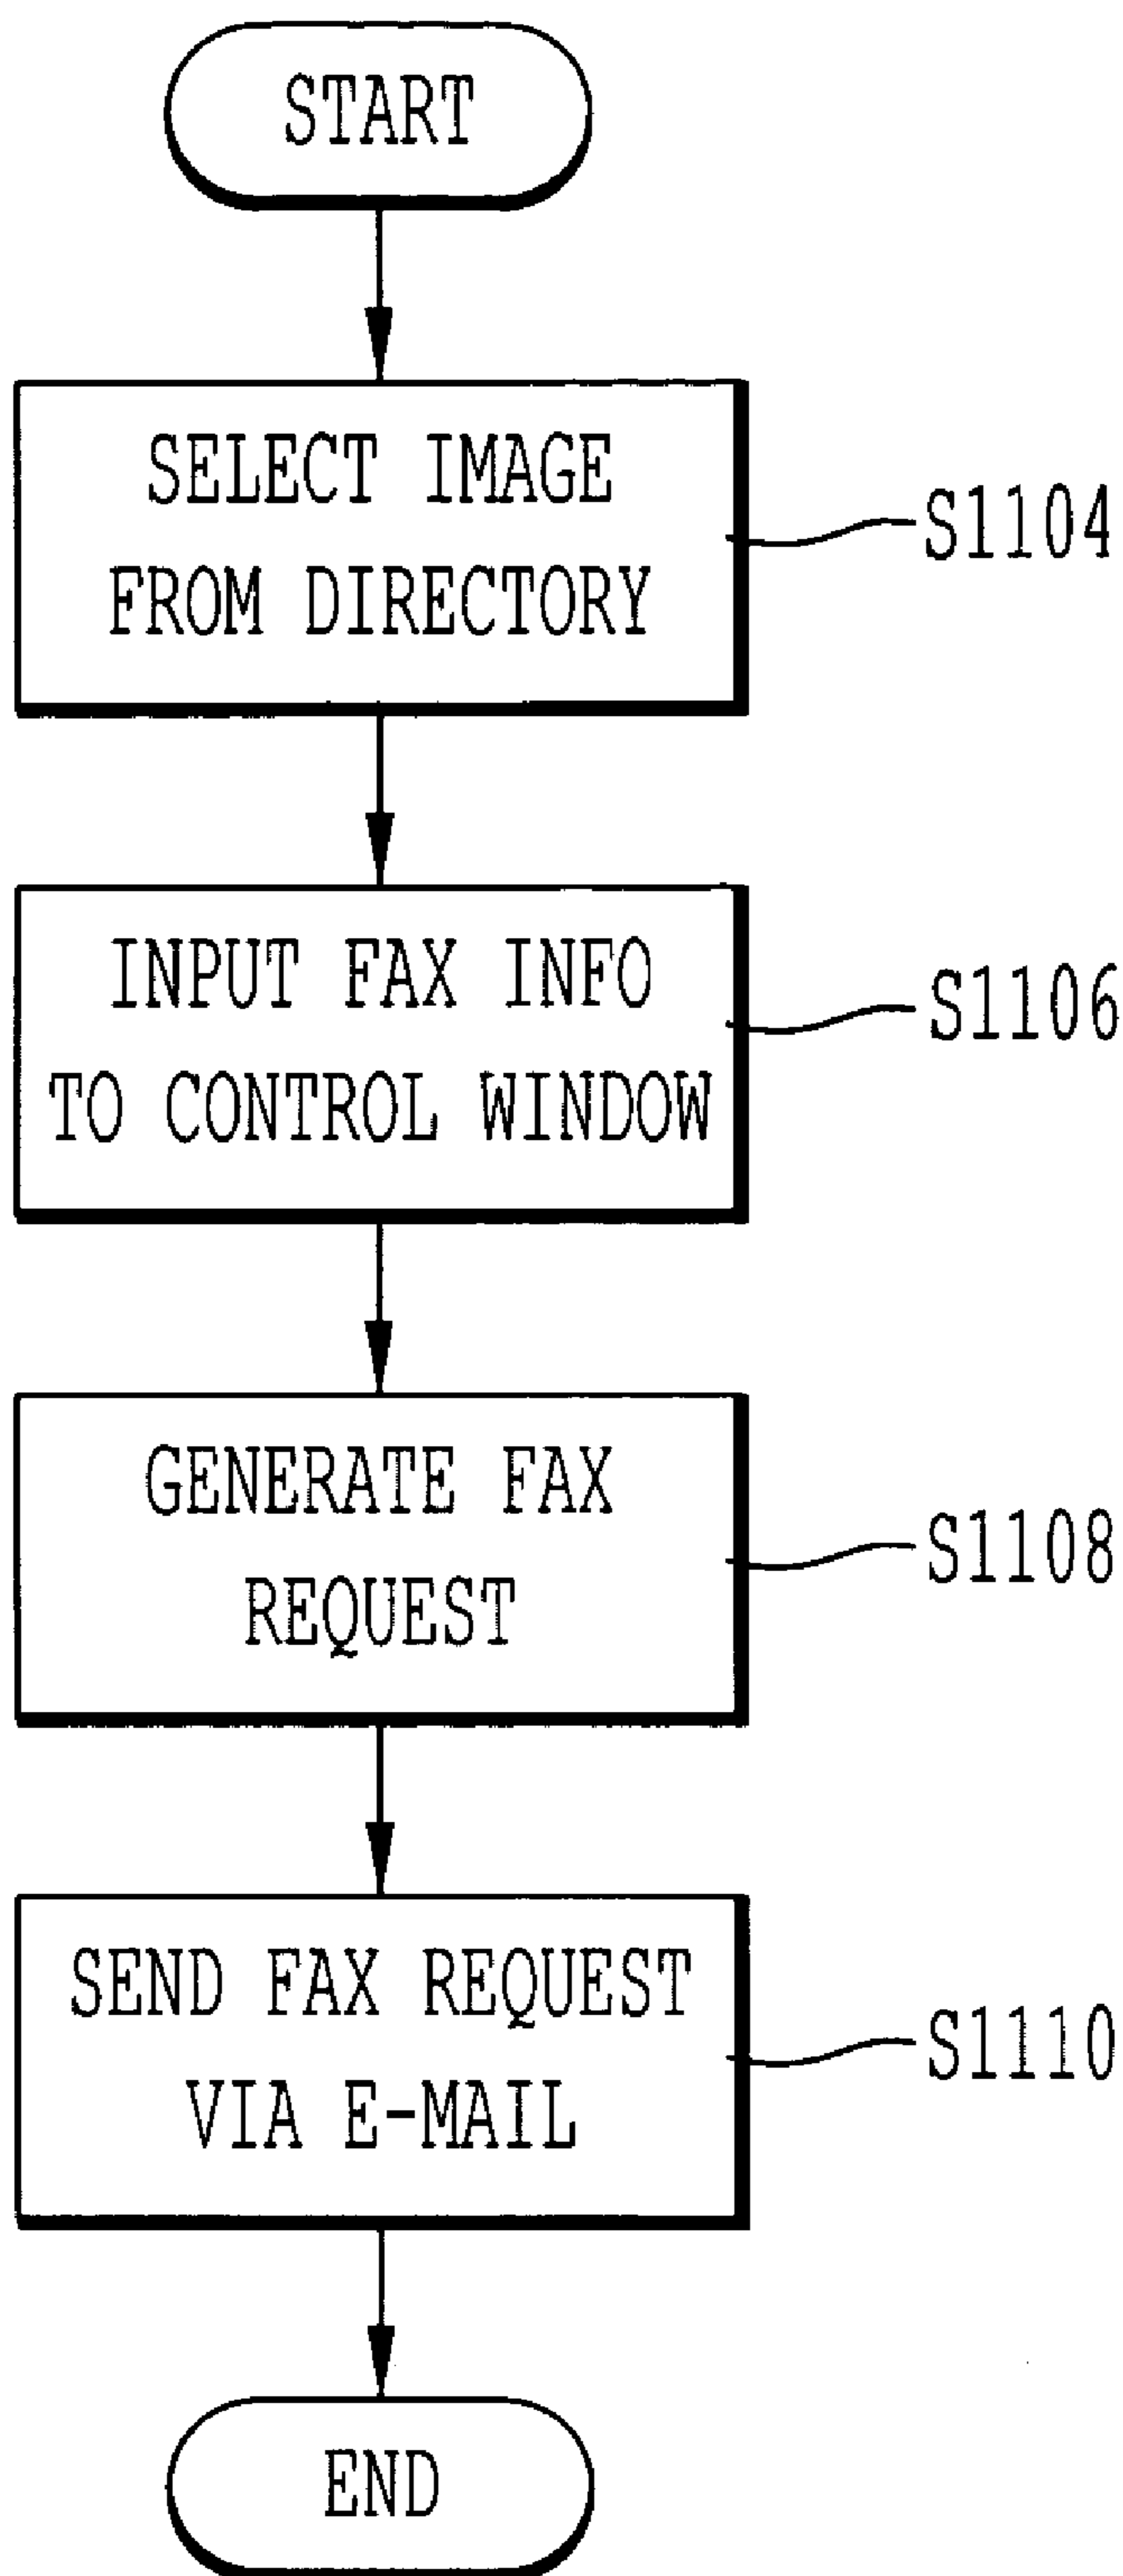 START
SELECT IMAGE
FROM DIRECTORY
S1104
INPUT FAX INFO
TO CONTROL WINDOW
S1106
GENERATE FAX
REQUEST
S1108
SEND FAX REQUEST
VIA E-MAIL
S1110
END